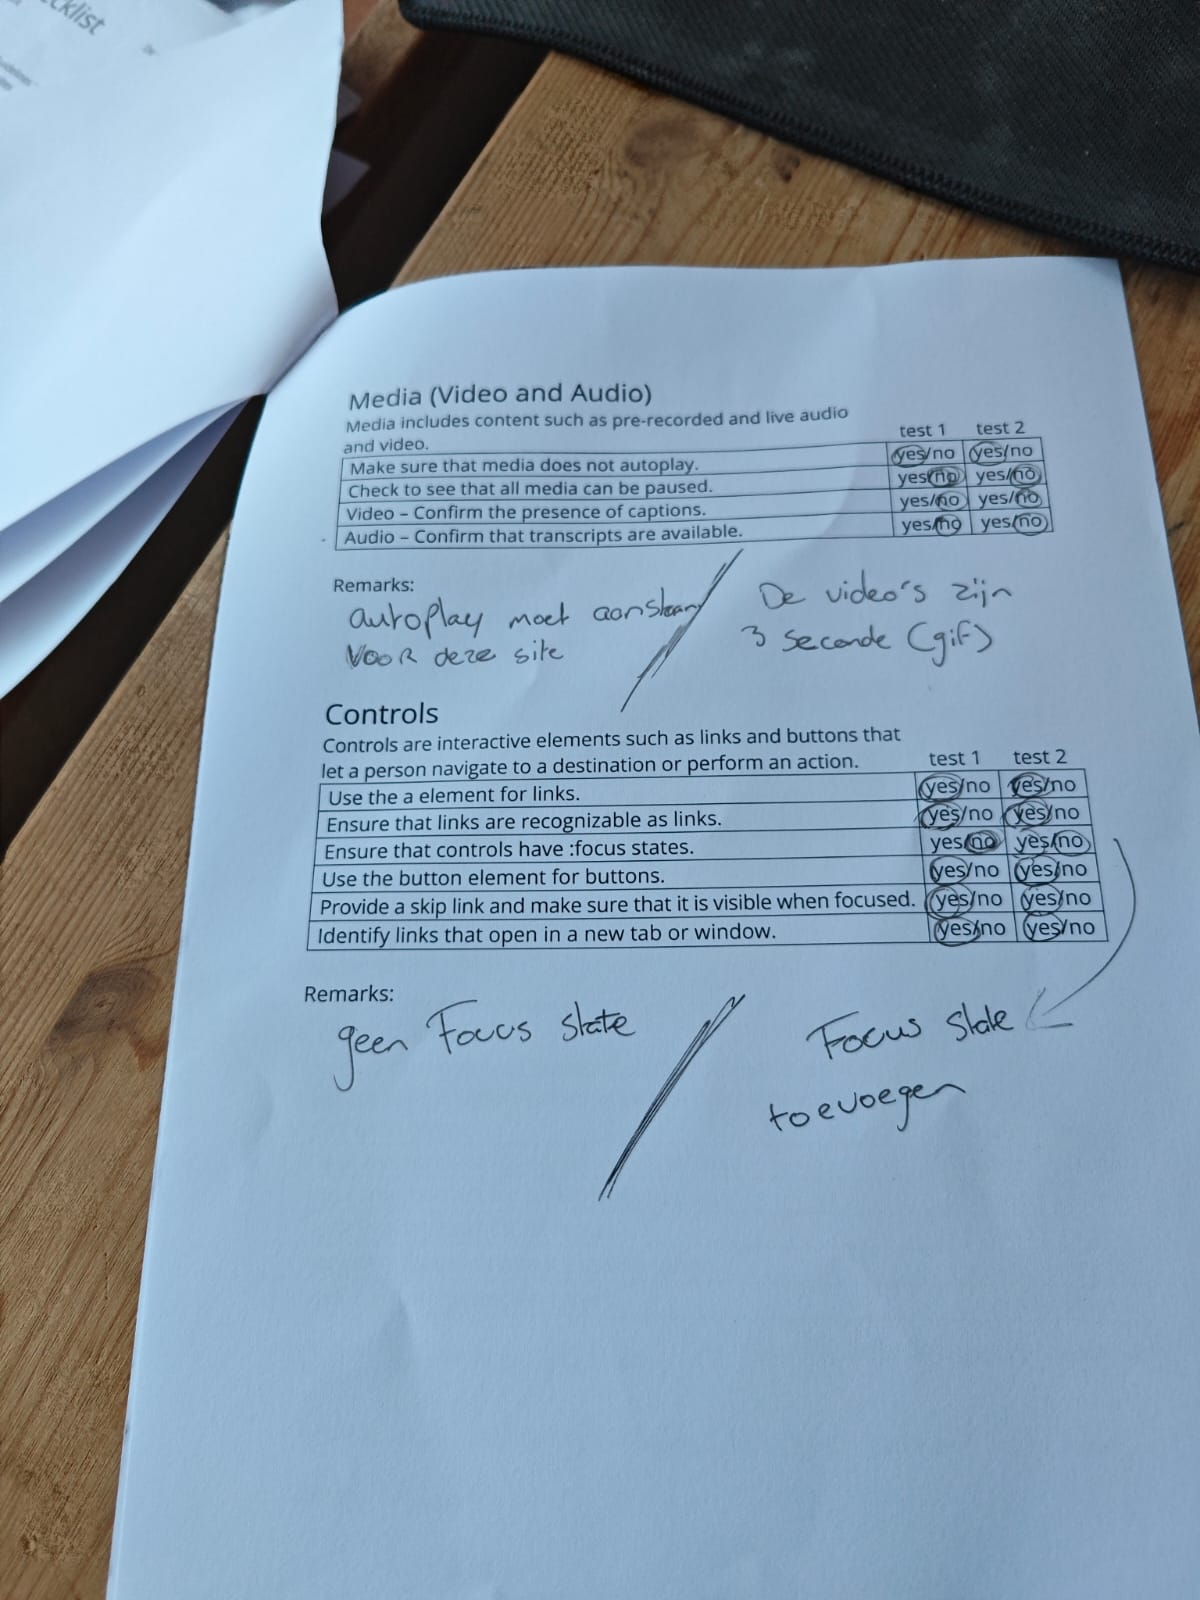 cklist
Media (Video and Audio)
Media includes content such as pre-recorded and live audio
and video.
test 1 test 2
Make sure that media does not autoplay. yes/no yes/no
Check to see that all media can be paused. yes/no yes/no
Video – Confirm the presence of captions. yes/no yes/no
Audio – Confirm that transcripts are available. yes/no yes/no
Remarks:
autoplay moet aanstaan
voor deze site
De video's zijn
3 seconde (gif)
Controls
Controls are interactive elements such as links and buttons that
let a person navigate to a destination or perform an action. test 1 test 2
Use the a element for links. yes/no yes/no
Ensure that links are recognizable as links. yes/no yes/no
Ensure that controls have :focus states. yes/no yes/no
Use the button element for buttons. yes/no yes/no
Provide a skip link and make sure that it is visible when focused. yes/no yes/no
Identify links that open in a new tab or window. yes/no yes/no
Remarks:
geen Focus state
Focus state
toevoegen